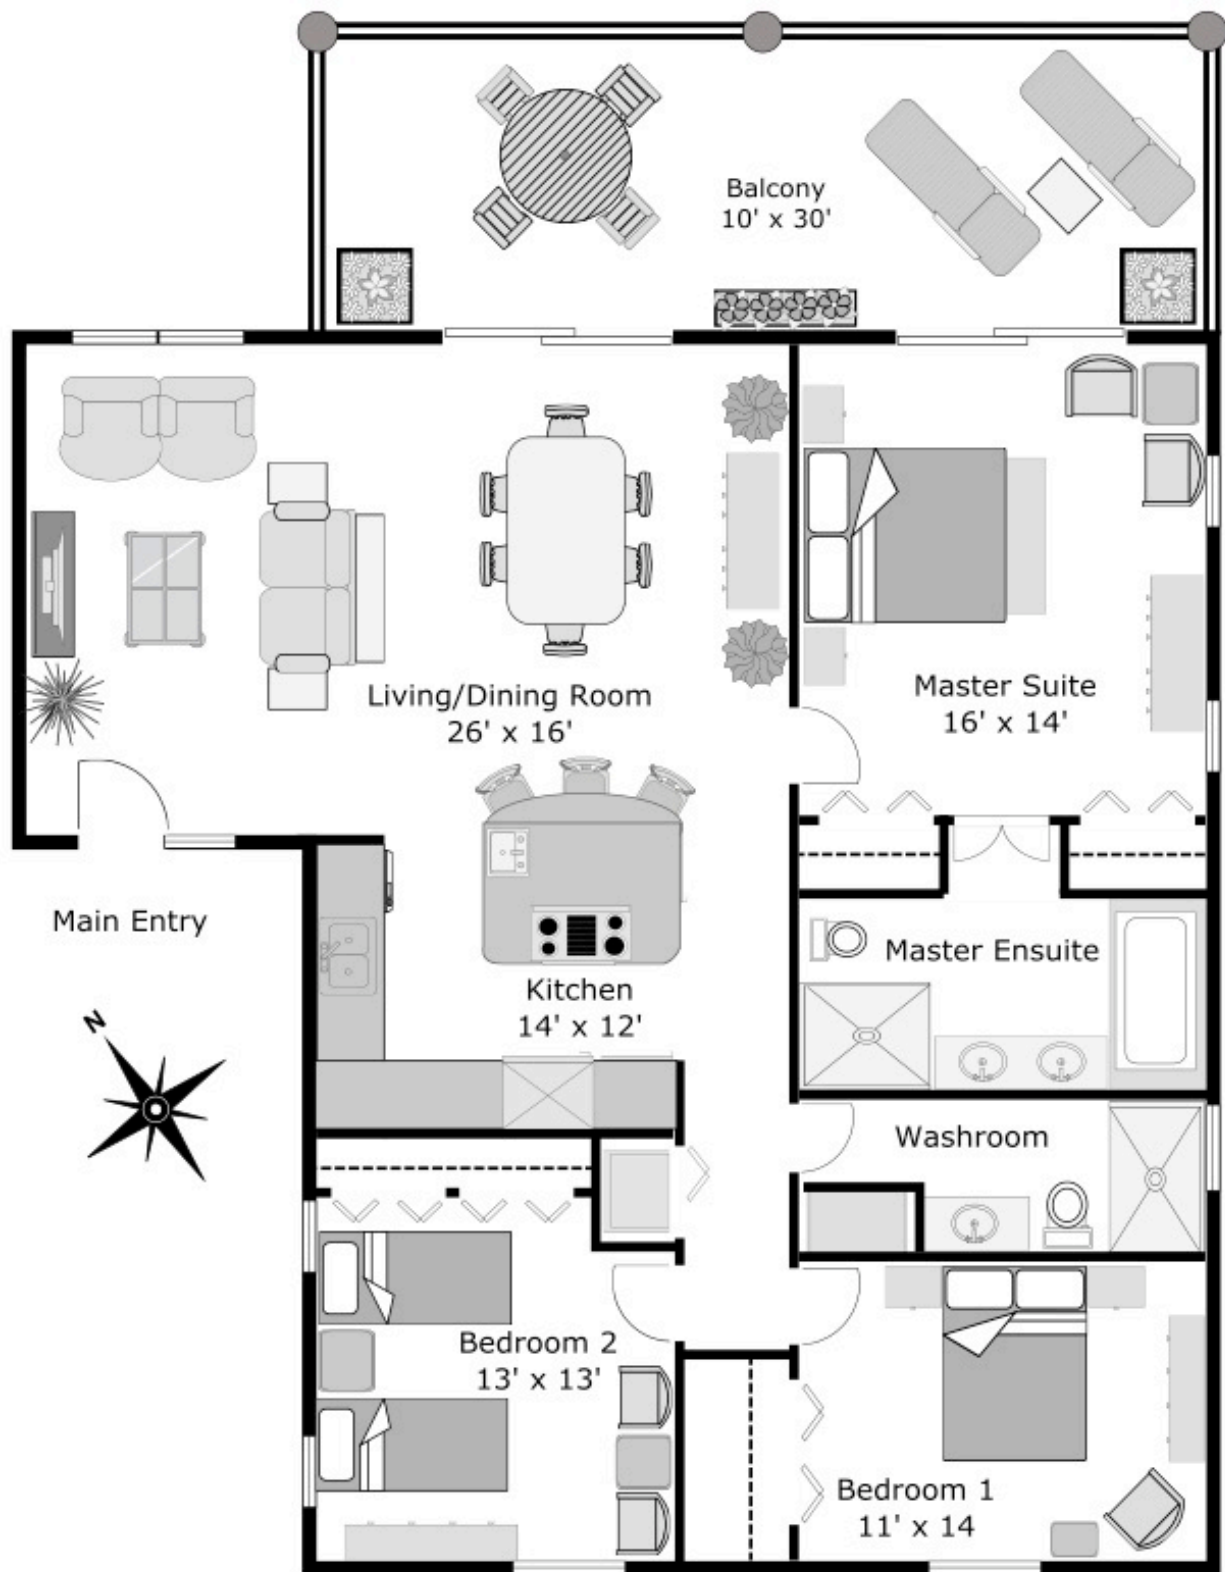 Balcony
10' x 30'
Living/Dining Room
26' x 16'
Master Suite
16' x 14'
Main Entry
Master Ensuite
Kitchen
14' x 12'
N
Washroom
Bedroom 2
13' x 13'
Bedroom 1
11' x 14